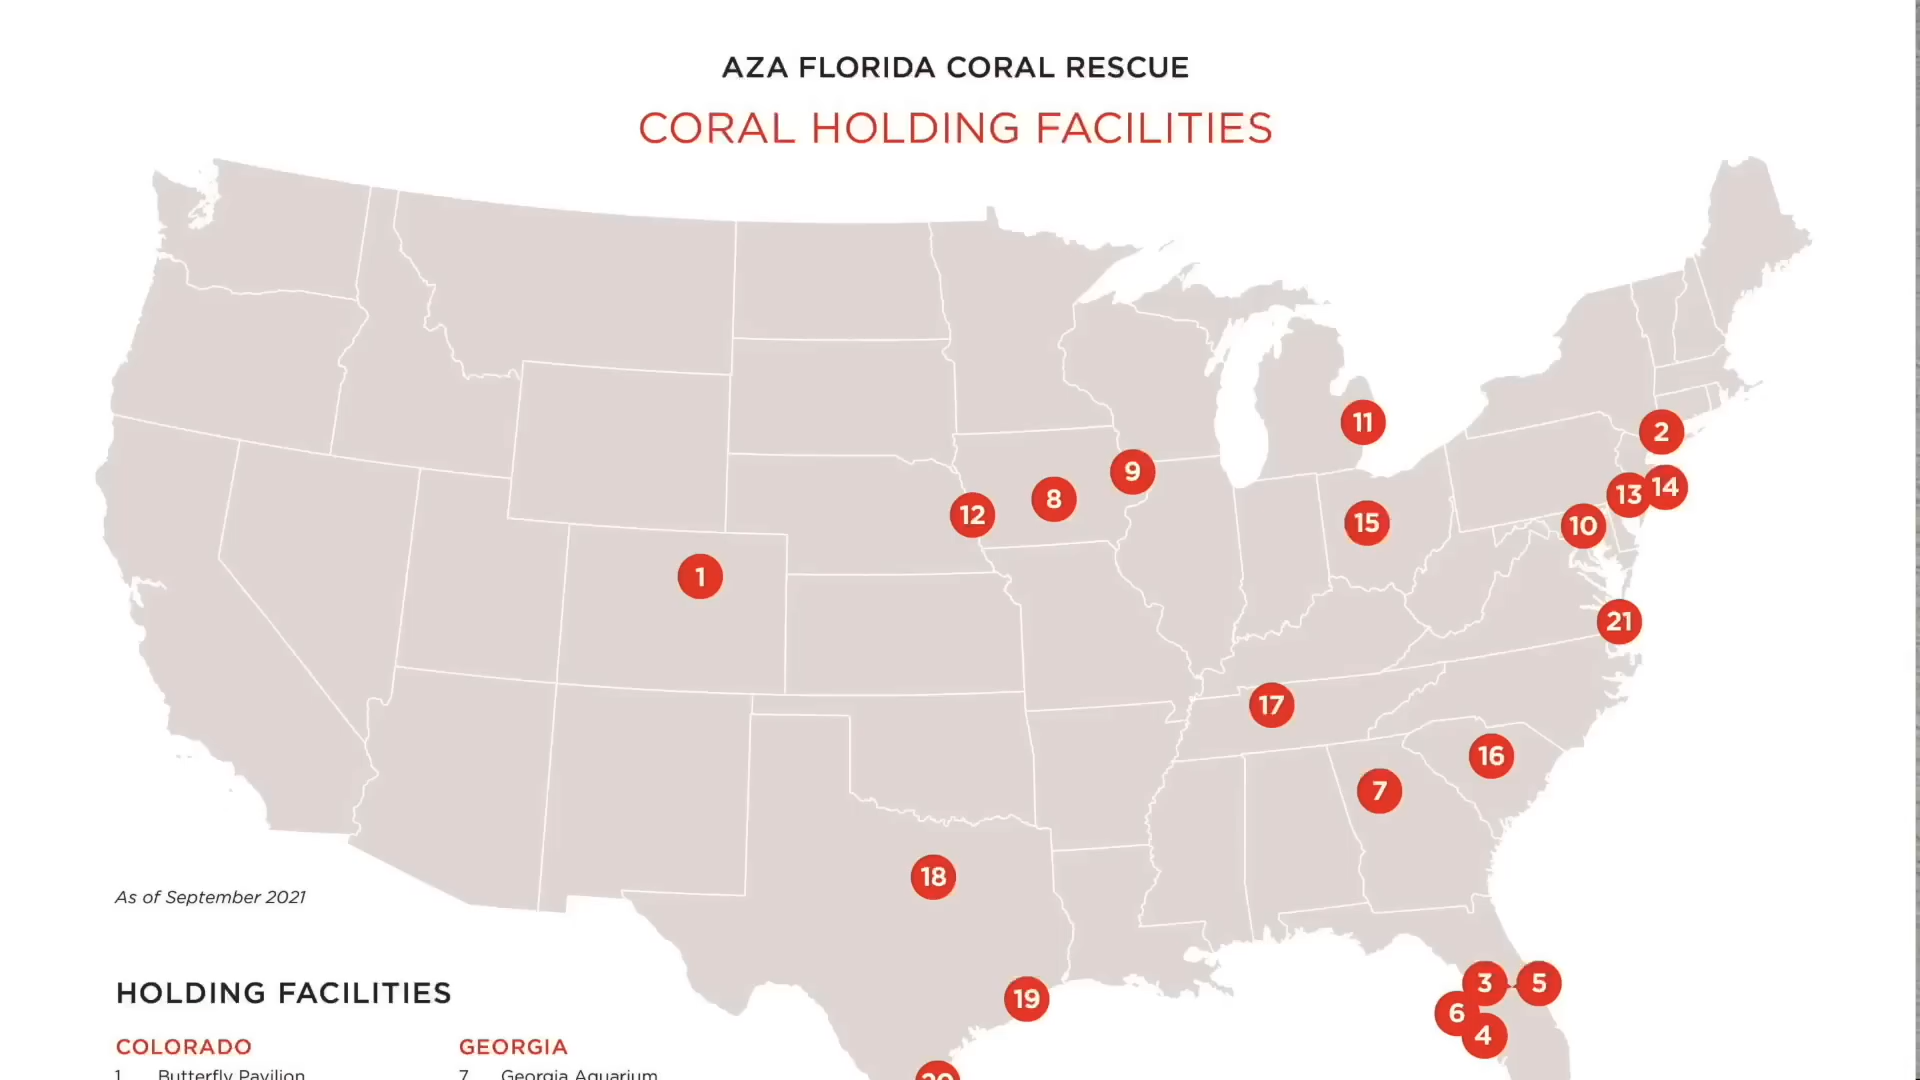 AZA FLORIDA CORAL RESCUE
CORAL HOLDING FACILITIES
11
2
9
8
12
13
14
15
10
1
21
17
16
7
18
As of September 2021
3
5
19
6
4
20
HOLDING FACILITIES
COLORADO
1 Butterfly Pavilion
GEORGIA
7 Georgia Aquarium